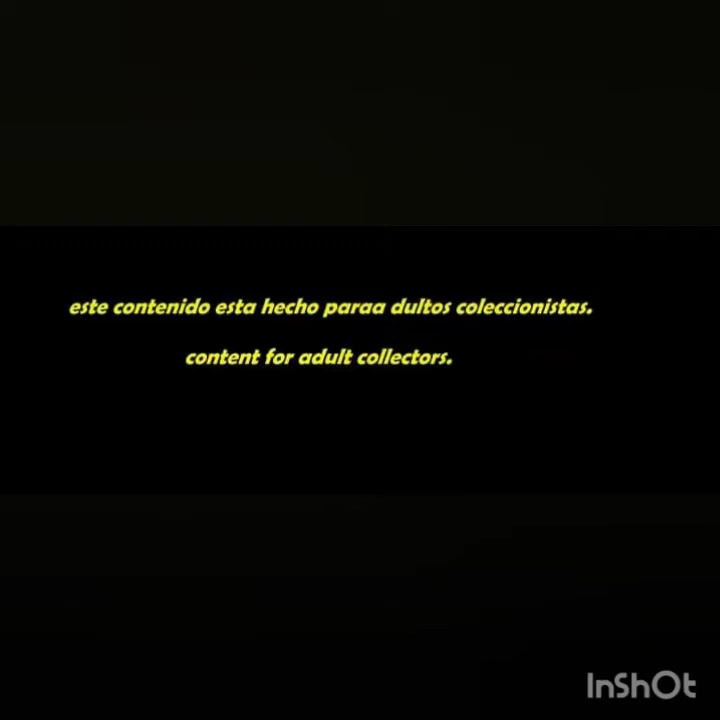 este contenido esta hecho paraa dultos coleccionistas.
content for adult collectors.
InShOt